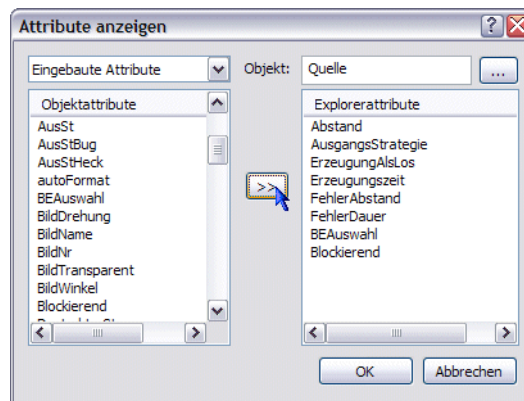 Attribute anzeigen
Eingebaute Attribute
Objekt:
Quelle
...
Objektattribute
AusSt
AusStBug
AusStHeck
autoFormat
BEAuswahl
BildDrehung
BildName
BildNr
BildTransparent
BildWinkel
Blockierend
>>
Explorerattribute
Abstand
AusgangsStrategie
ErzeugungAlsLos
Erzeugungszeit
FehlerAbstand
FehlerDauer
BEAuswahl
Blockierend
OK
Abbrechen